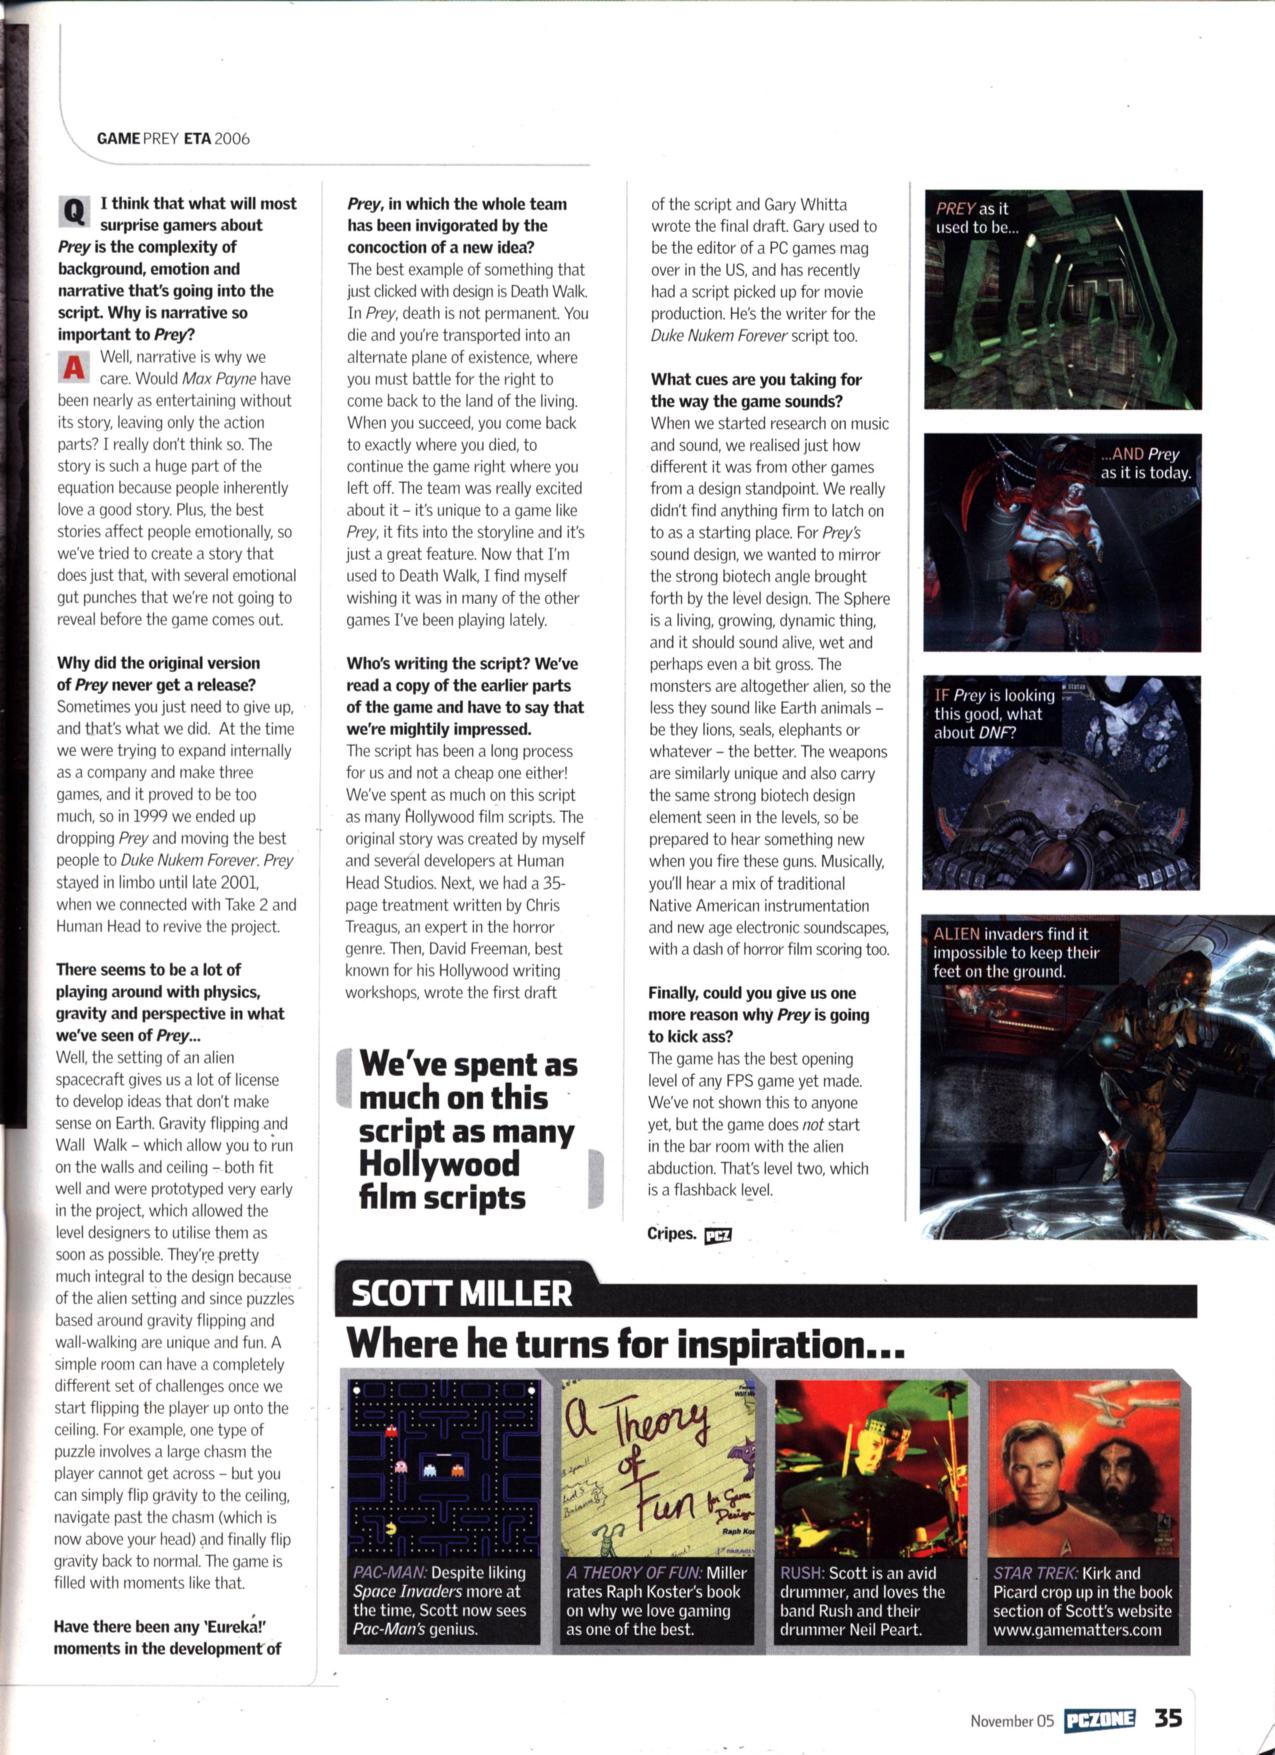 GAME PREY ETA 2006
Q I think that what will most
surprise gamers about
Prey is the complexity of
background, emotion and
narrative that's going into the
script. Why is narrative so
important to Prey?
A Well, narrative is why we
care. Would Max Payne have
been nearly as entertaining without
its story, leaving only the action
parts? I really don't think so. The
story is such a huge part of the
equation because people inherently
love a good story. Plus, the best
stories affect people emotionally, so
we've tried to create a story that
does just that, with several emotional
gut punches that we're not going to
reveal before the game comes out.
Why did the original version
of Prey never get a release?
Sometimes you just need to give up,
and that's what we did. At the time
we were trying to expand internally
as a company and make three
games, and it proved to be too
much, so in 1999 we ended up
dropping Prey and moving the best
people to Duke Nukem Forever. Prey
stayed in limbo until late 2001,
when we connected with Take 2 and
Human Head to revive the project.
There seems to be a lot of
playing around with physics,
gravity and perspective in what
we've seen of Prey...
Well, the setting of an alien
spacecraft gives us a lot of license
to develop ideas that don't make
sense on Earth. Gravity flipping and
Wall Walk – which allow you to run
on the walls and ceiling – both fit
well and were prototyped very early
in the project, which allowed the
level designers to utilise them as
soon as possible. They're pretty
much integral to the design because
of the alien setting and since puzzles
based around gravity flipping and
wall-walking are unique and fun. A
simple room can have a completely
different set of challenges once we
start flipping the player up onto the
ceiling. For example, one type of
puzzle involves a large chasm the
player cannot get across – but you
can simply flip gravity to the ceiling,
navigate past the chasm (which is
now above your head) and finally flip
gravity back to normal. The game is
filled with moments like that.
Have there been any 'Eureka!'
moments in the development of
Prey, in which the whole team
has been invigorated by the
concoction of a new idea?
The best example of something that
just clicked with design is Death Walk.
In Prey, death is not permanent. You
die and you're transported into an
alternate plane of existence, where
you must battle for the right to
come back to the land of the living.
When you succeed, you come back
to exactly where you died, to
continue the game right where you
left off. The team was really excited
about it – it's unique to a game like
Prey, it fits into the storyline and it's
just a great feature. Now that I'm
used to Death Walk, I find myself
wishing it was in many of the other
games I've been playing lately.
Who's writing the script? We've
read a copy of the earlier parts
of the game and have to say that
we're mightily impressed.
The script has been a long process
for us and not a cheap one either!
We've spent as much on this script
as many Hollywood film scripts. The
original story was created by myself
and several developers at Human
Head Studios. Next, we had a 35-
page treatment written by Chris
Treagus, an expert in the horror
genre. Then, David Freeman, best
known for his Hollywood writing
workshops, wrote the first draft
We've spent as
much on this
script as many
Hollywood
film scripts
of the script and Gary Whitta
wrote the final draft. Gary used to
be the editor of a PC games mag
over in the US, and has recently
had a script picked up for movie
production. He's the writer for the
Duke Nukem Forever script too.
What cues are you taking for
the way the game sounds?
When we started research on music
and sound, we realised just how
different it was from other games
from a design standpoint. We really
didn't find anything firm to latch on
to as a starting place. For Prey's
sound design, we wanted to mirror
the strong biotech angle brought
forth by the level design. The Sphere
is a living, growing, dynamic thing,
and it should sound alive, wet and
perhaps even a bit gross. The
monsters are altogether alien, so the
less they sound like Earth animals –
be they lions, seals, elephants or
whatever – the better. The weapons
are similarly unique and also carry
the same strong biotech design
element seen in the levels, so be
prepared to hear something new
when you fire these guns. Musically,
you'll hear a mix of traditional
Native American instrumentation
and new age electronic soundscapes,
with a dash of horror film scoring too.
Finally, could you give us one
more reason why Prey is going
to kick ass?
The game has the best opening
level of any FPS game yet made.
We've not shown this to anyone
yet, but the game does not start
in the bar room with the alien
abduction. That's level two, which
is a flashback level.
Cripes. PCZ
PREY as it
used to be...
...AND Prey
as it is today.
IF Prey is looking
this good, what
about DNF?
ALIEN invaders find it
impossible to keep their
feet on the ground.
SCOTT MILLER
Where he turns for inspiration...
A Theory
of
Fun for Game
Design
Raph Kos
PAC-MAN: Despite liking
Space Invaders more at
the time, Scott now sees
Pac-Man's genius.
A THEORY OF FUN: Miller
rates Raph Koster's book
on why we love gaming
as one of the best.
RUSH: Scott is an avid
drummer, and loves the
band Rush and their
drummer Neil Peart.
STAR TREK: Kirk and
Picard crop up in the book
section of Scott's website
www.gamematters.com
November 05 PCZONE 35